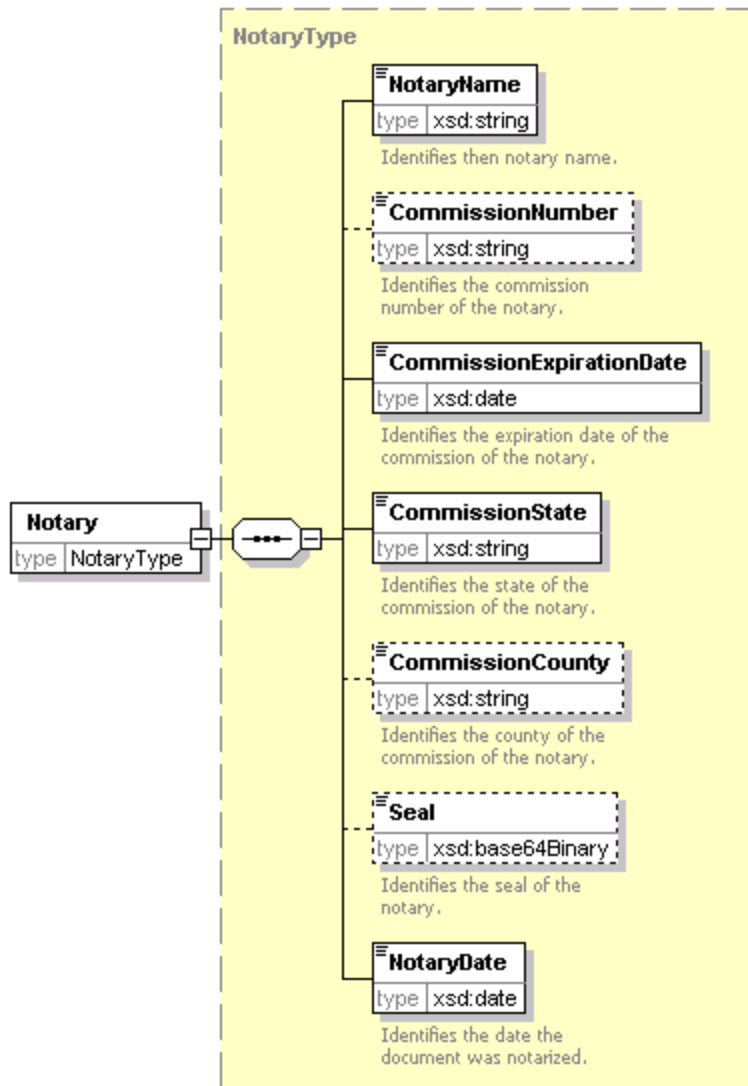 NotaryType
NotaryName
type xsd:string
Identifies then notary name.
CommissionNumber
type xsd:string
Identifies the commission
number of the notary.
CommissionExpirationDate
type xsd:date
Identifies the expiration date of the
commission of the notary.
Notary
type NotaryType
CommissionState
type xsd:string
Identifies the state of the
commission of the notary.
CommissionCounty
type xsd:string
Identifies the county of the
commission of the notary.
Seal
type xsd:base64Binary
Identifies the seal of the
notary.
NotaryDate
type xsd:date
Identifies the date the
document was notarized.